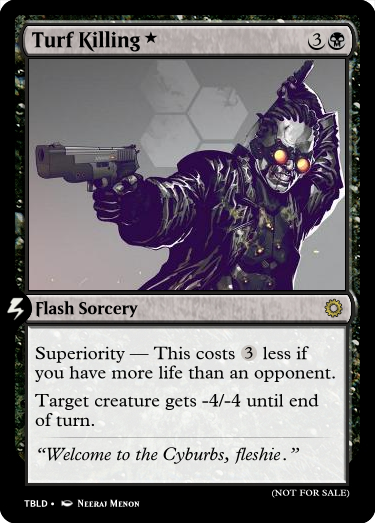 Turf Killing ★ 3
Flash Sorcery
Superiority — This costs 3 less if
you have more life than an opponent.
Target creature gets -4/-4 until end
of turn.
“Welcome to the Cyburbs, fleshie.”
(NOT FOR SALE)
TBLD • Neeraj Menon